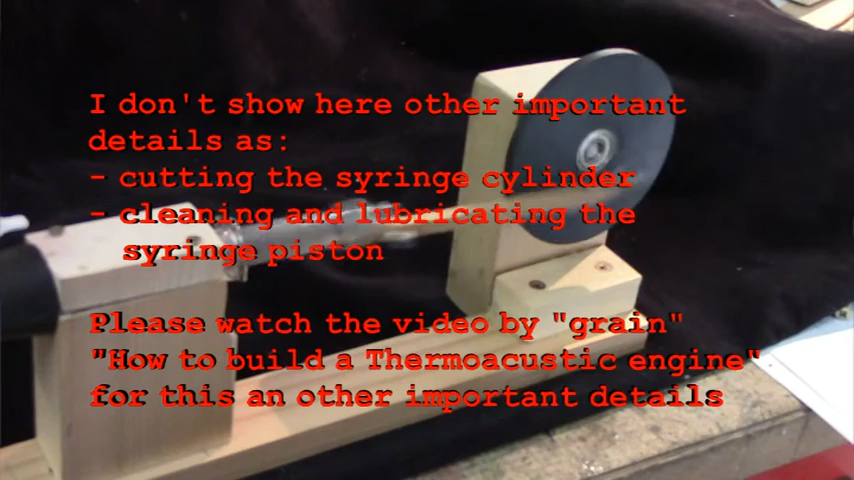 I don't show here other important
details as:
- cutting the syringe cylinder
- cleaning and lubricating the
syringe piston
Please watch the video by "grain"
"How to build a Thermoacustic engine"
for this an other important details